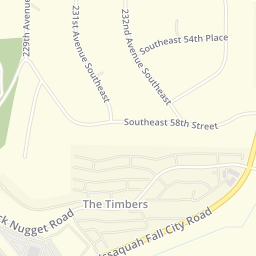 229th Avenue
231st Avenue Southeast
232nd Avenue Southeast
Southeast 54th Place
Southeast 58th Street
The Timbers
Nugget Road
Issaquah Fall City Road